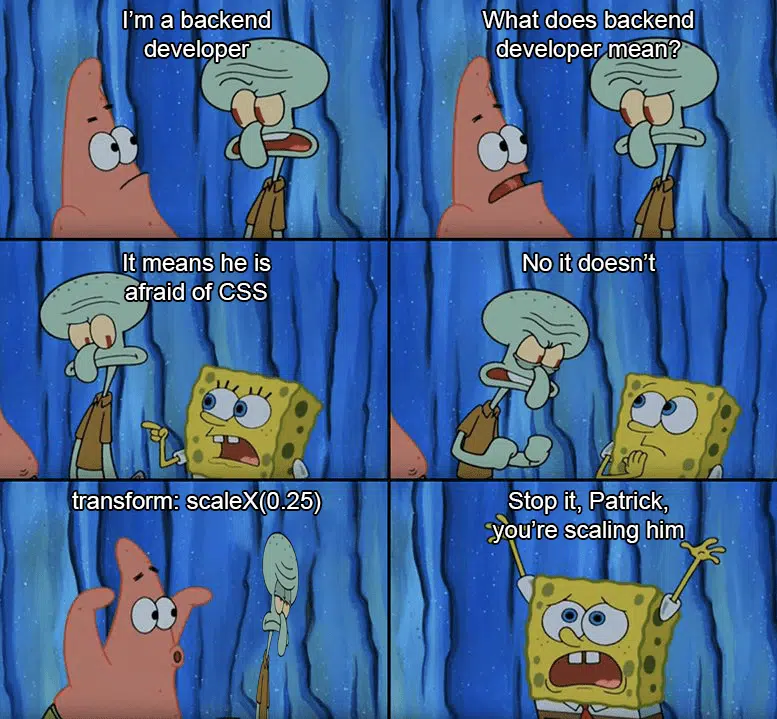 I'm a backend
developer
What does backend
developer mean?
It means he is
afraid of CSS
No it doesn't
transform: scaleX(0.25)
Stop it, Patrick,
you're scaling him